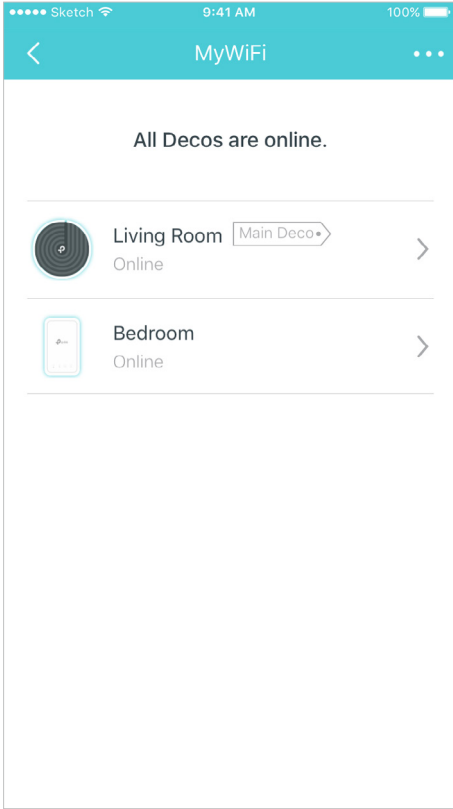 Sketch 9:41 AM 100%
MyWiFi
All Decos are online.
Living Room Main Deco
Online
Bedroom
Online